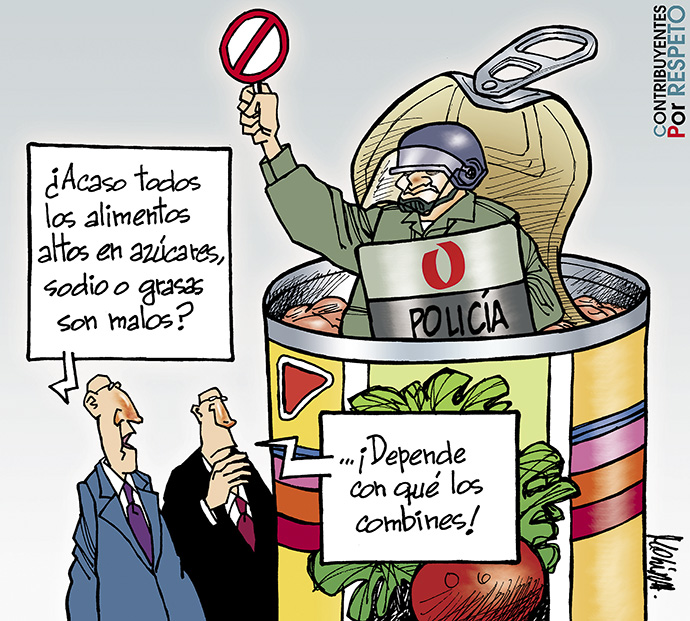 CONTRIBUYENTES
Por RESPETO
¿Acaso todos
los alimentos
altos en azúcares,
sodio o grasas
son malos?
POLICÍA
...¡Depende
con qué los
combines!